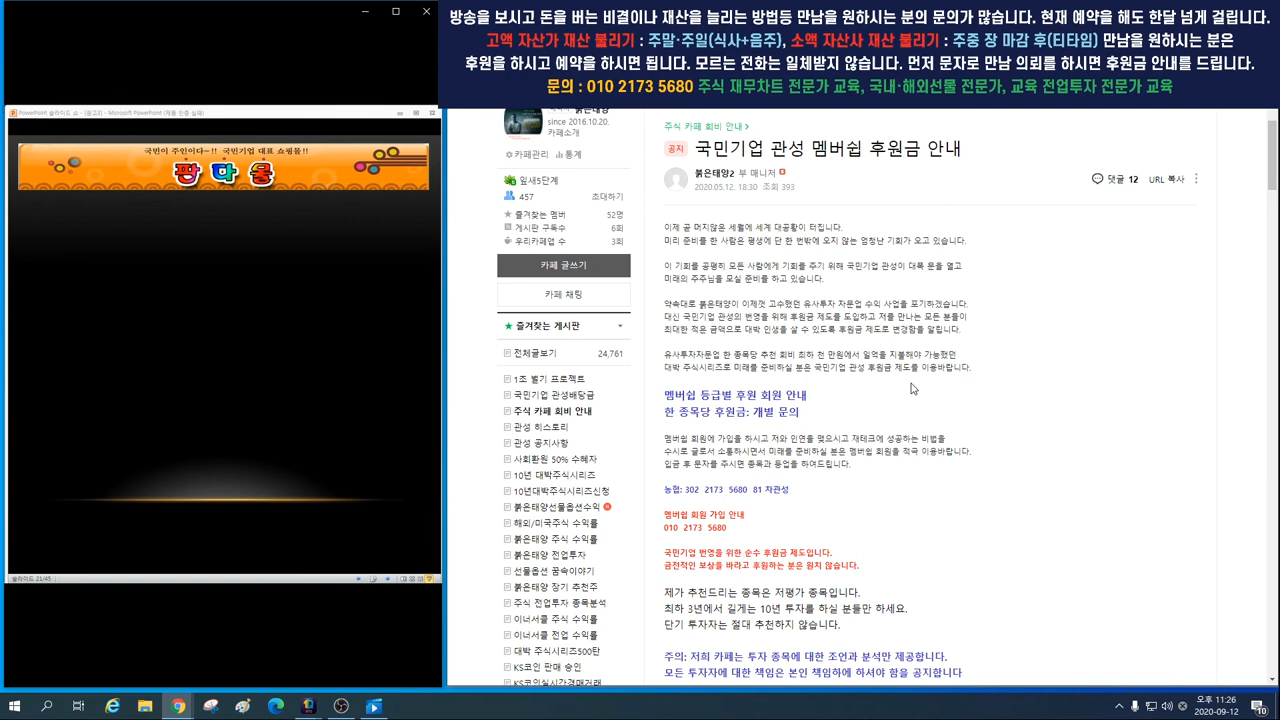 방송을 보시고 돈을 버는 비결이나 재산을 늘리는 방법등 만남을 원하시는 분의 문의가 많습니다. 현재 예약을 해도 한달 넘게 걸립니다.
고액 자산가 재산 불리기 : 주말·주일(식사+음주), 소액 자산사 재산 불리기 : 주중 장 마감 후(티타임) 만남을 원하시는 분은
후원을 하시고 예약을 하시면 됩니다. 모르는 전화는 일체받지 않습니다. 먼저 문자로 만남 의뢰를 하시면 후원금 안내를 드립니다.
문의 : 010 2173 5680 주식 재무차트 전문가 교육, 국내·해외선물 전문가, 교육 전업투자 전문가 교육
PowerPoint 슬라이드 쇼 - [광고1] - Microsoft PowerPoint (제품 인증 실패)
국민이 주인이다~!! 국민기업 대표 쇼핑몰!!
판다몰
슬라이드 21/45
붉은태양
since 2016.10.20.
카페소개
카페관리 통계
잎새5단계
457 초대하기
즐겨찾는 멤버 52명
게시판 구독수 6회
우리카페앱 수 3회
카페 글쓰기
카페 채팅
즐겨찾는 게시판
전체글보기 24,761
1조 벌기 프로젝트
국민기업 관성배당금
주식 카페 회비 안내
관성 히스토리
관성 공지사항
사회환원 50% 수혜자
10년 대박주식시리즈
10년대박주식시리즈신청
붉은태양선물옵션수익
해외/미국주식 수익률
붉은태양 주식 수익률
붉은태양 전업투자
선물옵션 꿈속이야기
붉은태양 장기 추천주
주식 전업투자 종목분석
이너서클 주식 수익률
이너서클 전업 수익률
대박 주식시리즈500탄
KS코인 판매 승인
KS코인실시간경매거래
주식 카페 회비 안내 >
공지 국민기업 관성 멤버쉽 후원금 안내
붉은태양2 부 매니저
2020.05.12, 18:30 조회 393
댓글 12 URL 복사
이제 곧 머지않은 세월에 세계 대공황이 터집니다.
미리 준비를 한 사람은 평생에 단 한 번밖에 오지 않는 엄청난 기회가 오고 있습니다.
이 기회를 공평히 모든 사람에게 기회를 주기 위해 국민기업 관성이 대폭 문을 열고
미래의 주주님을 모실 준비를 하고 있습니다.
약속대로 붉은태양이 이제껏 고수했던 유사투자 자문업 수익 사업을 포기하겠습니다.
대신 국민기업 관성의 번영을 위해 후원금 제도를 도입하고 저를 만나는 모든 분들이
최대한 적은 금액으로 대박 인생을 살 수 있도록 후원금 제도로 변경함을 알립니다.
유사투자자문업 한 종목당 추천 회비 최하 천 만원에서 일억을 지불해야 가능했던
대박 주식시리즈로 미래를 준비하실 분은 국민기업 관성 후원금 제도를 이용바랍니다.
멤버쉽 등급별 후원 회원 안내
한 종목당 후원금: 개별 문의
멤버쉽 회원에 가입을 하시고 저와 인연을 맺으시고 재테크에 성공하는 비법을
수시로 글로서 소통하시면서 미래를 준비하실 분은 멤버쉽 회원을 적극 이용바랍니다.
입금 후 문자를 주시면 종목과 등업을 하여드립니다.
농협: 302 2173 5680 81 자관성
멤버쉽 회원 가입 안내
010 2173 5680
국민기업 번영을 위한 순수 후원금 제도입니다.
금전적인 보상을 바라고 후원하는 분은 원치 않습니다.
제가 추천드리는 종목은 저평가 종목입니다.
최하 3년에서 길게는 10년 투자를 하실 분들만 하세요.
단기 투자자는 절대 추천하지 않습니다.
주의: 저희 카페는 투자 종목에 대한 조언과 분석만 제공합니다.
모든 투자자에 대한 책임은 본인 책임하에 하셔야 함을 공지합니다
오후 11:26
2020-09-12
10